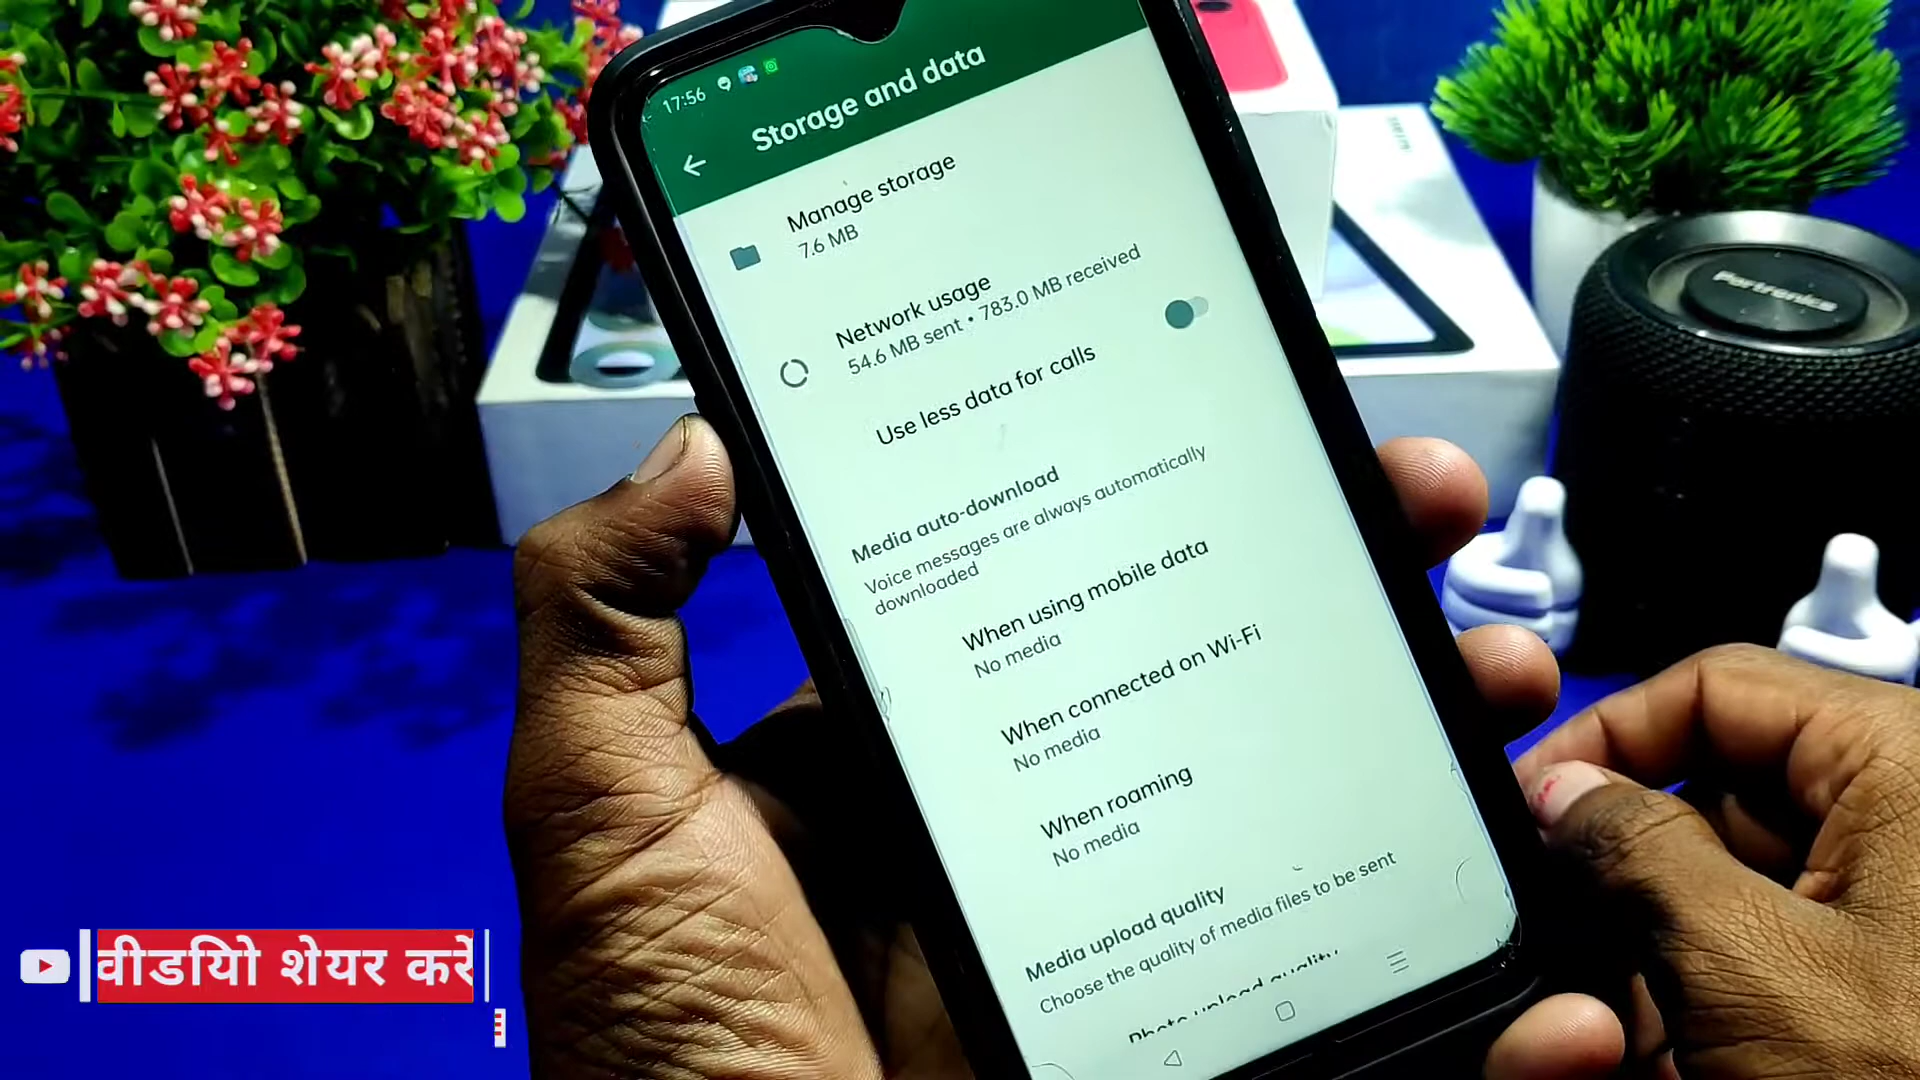 17:56
Storage and data
Manage storage
7.6 MB
Network usage
54.6 MB sent • 783.0 MB received
Use less data for calls
Media auto-download
Voice messages are always automatically
downloaded
When using mobile data
No media
When connected on Wi-Fi
No media
When roaming
No media
Media upload quality
Choose the quality of media files to be sent
Photo upload quality
Portronics
वीडियो शेयर करें